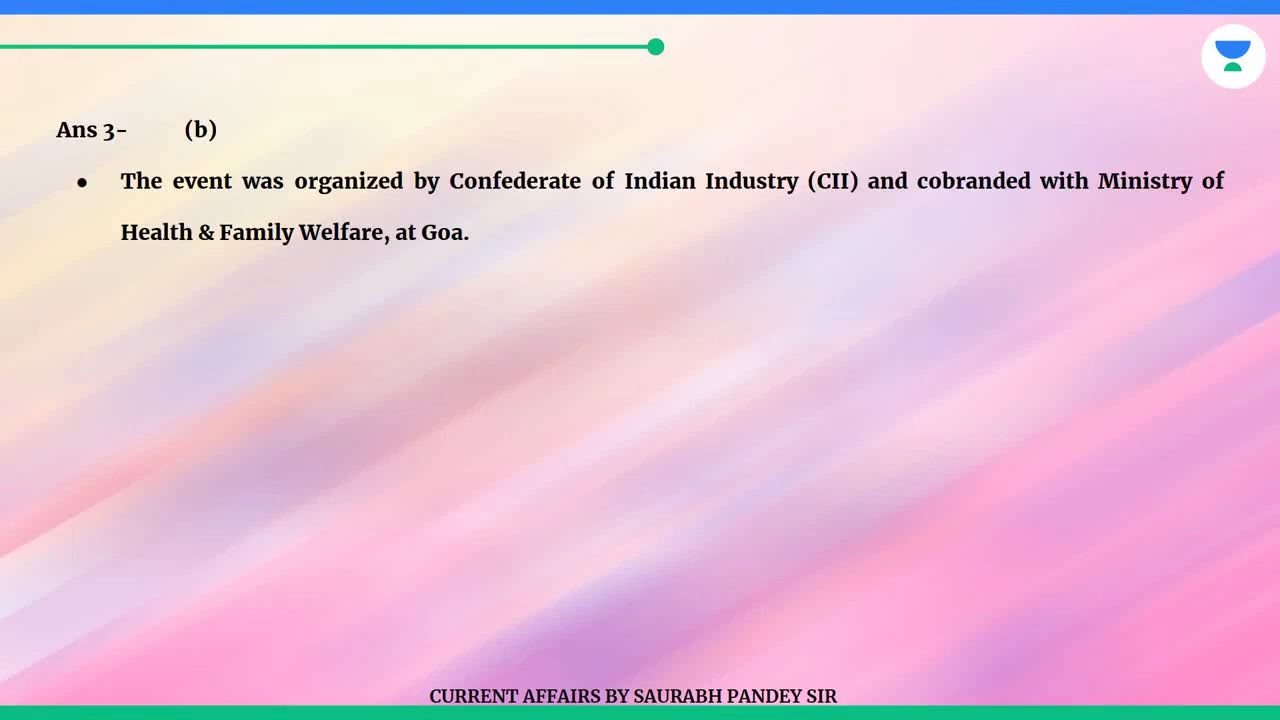 Ans 3- (b)
● The event was organized by Confederate of Indian Industry (CII) and cobranded with Ministry of
Health & Family Welfare, at Goa.
CURRENT AFFAIRS BY SAURABH PANDEY SIR